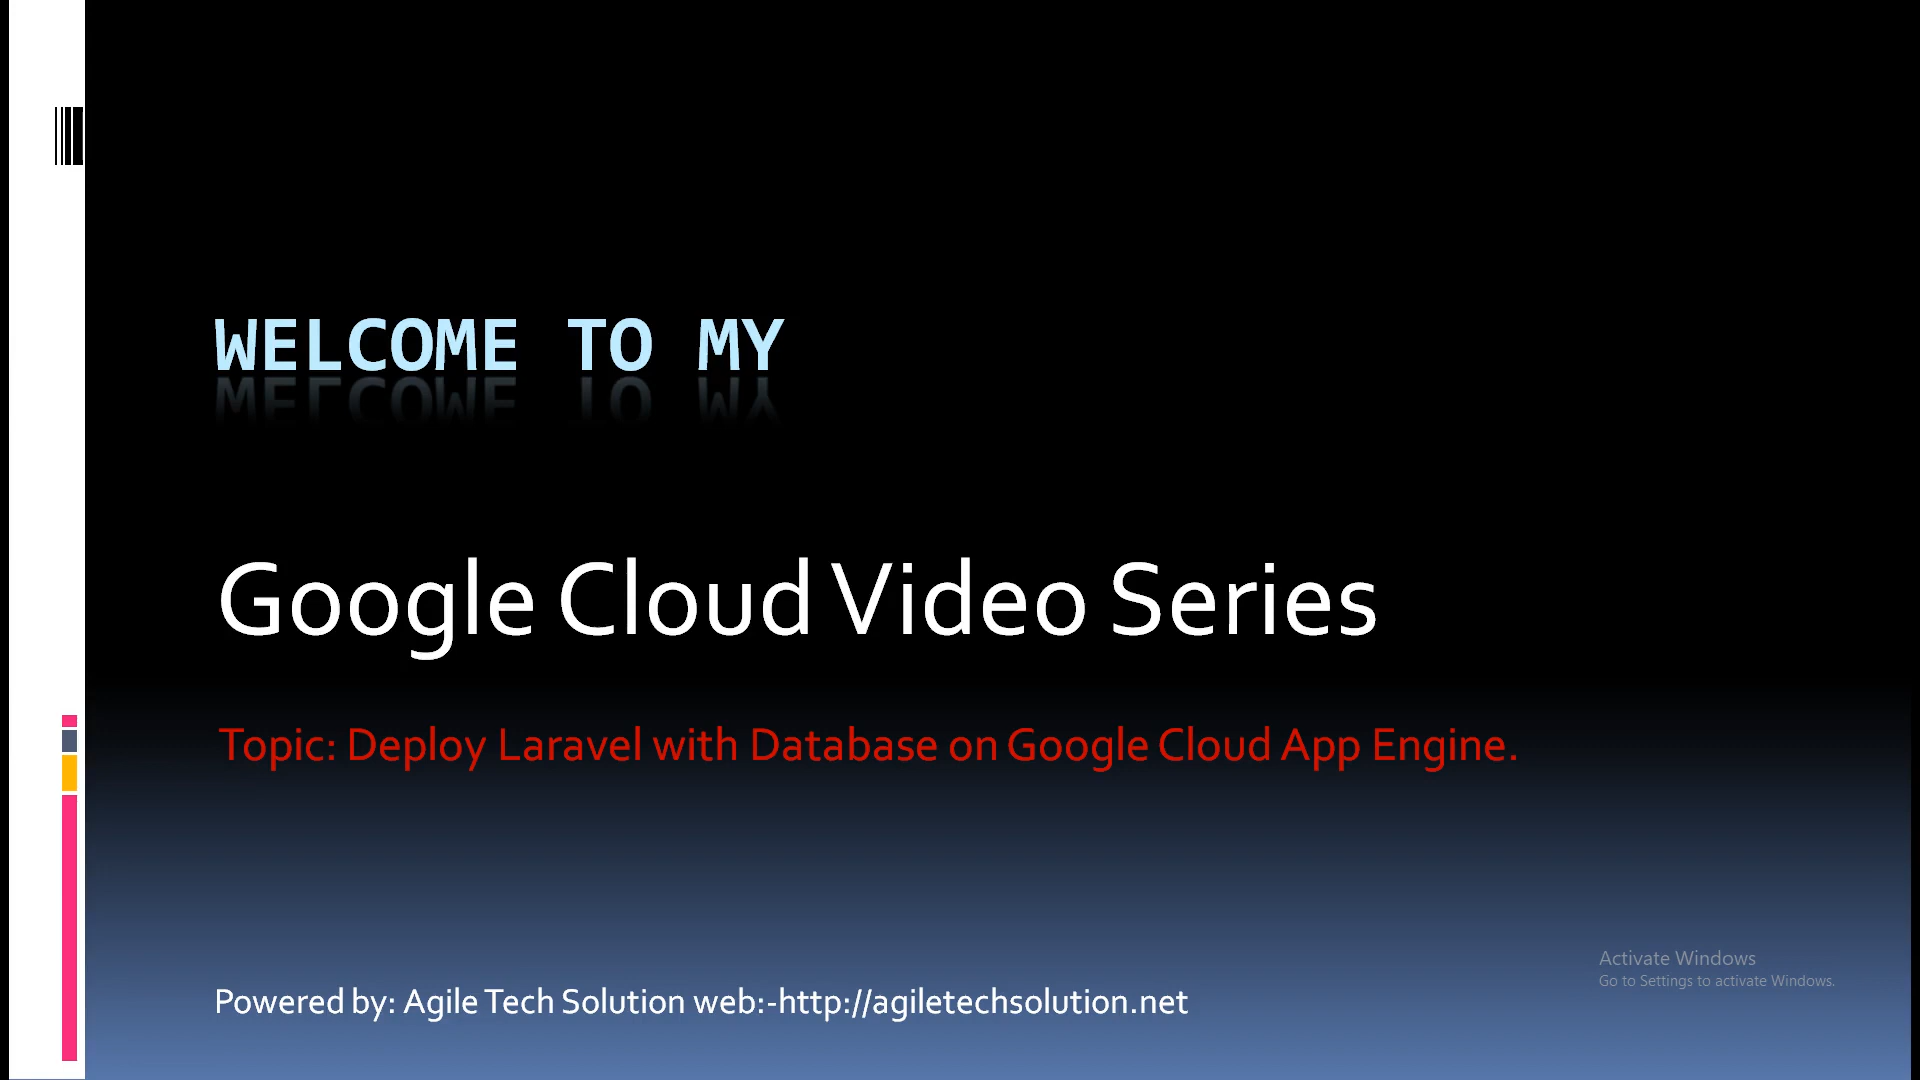 WELCOME TO MY
Google Cloud Video Series
Topic: Deploy Laravel with Database on Google Cloud App Engine.
Activate Windows
Go to Settings to activate Windows.
Powered by: Agile Tech Solution web:-http://agiletechsolution.net